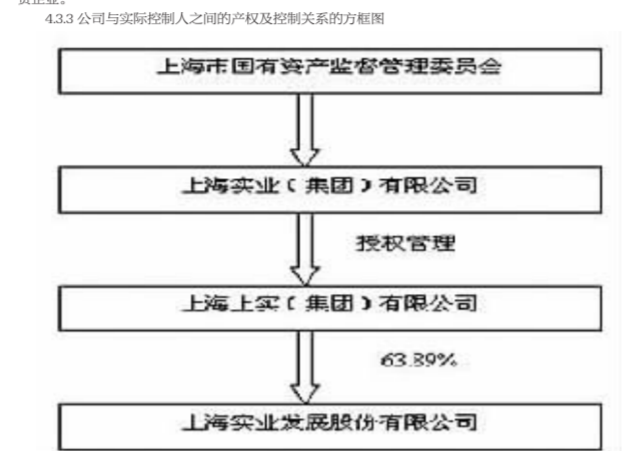 责企业。
4.3.3 公司与实际控制人之间的产权及控制关系的方框图
上海市国有资产监督管理委员会
上海实业（集团）有限公司
授权管理
上海上实（集团）有限公司
63.89%
上海实业发展股份有限公司